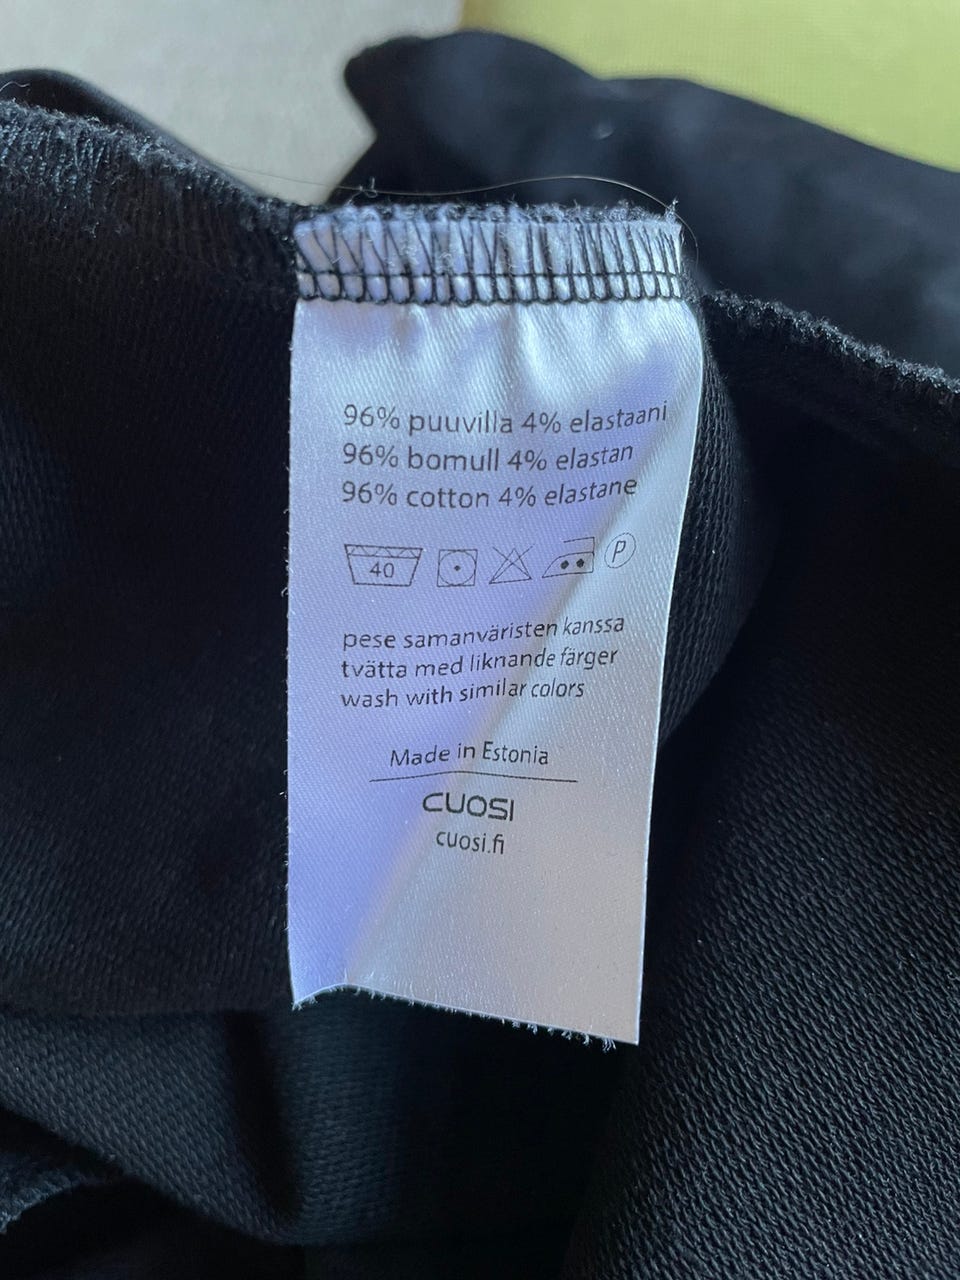 96% puuvilla 4% elastaani
96% bomull 4% elastan
96% cotton 4% elastane
40 P
pese samanväristen kanssa
tvätta med liknande färger
wash with similar colors
Made in Estonia
CUOSI
cuosi.fi